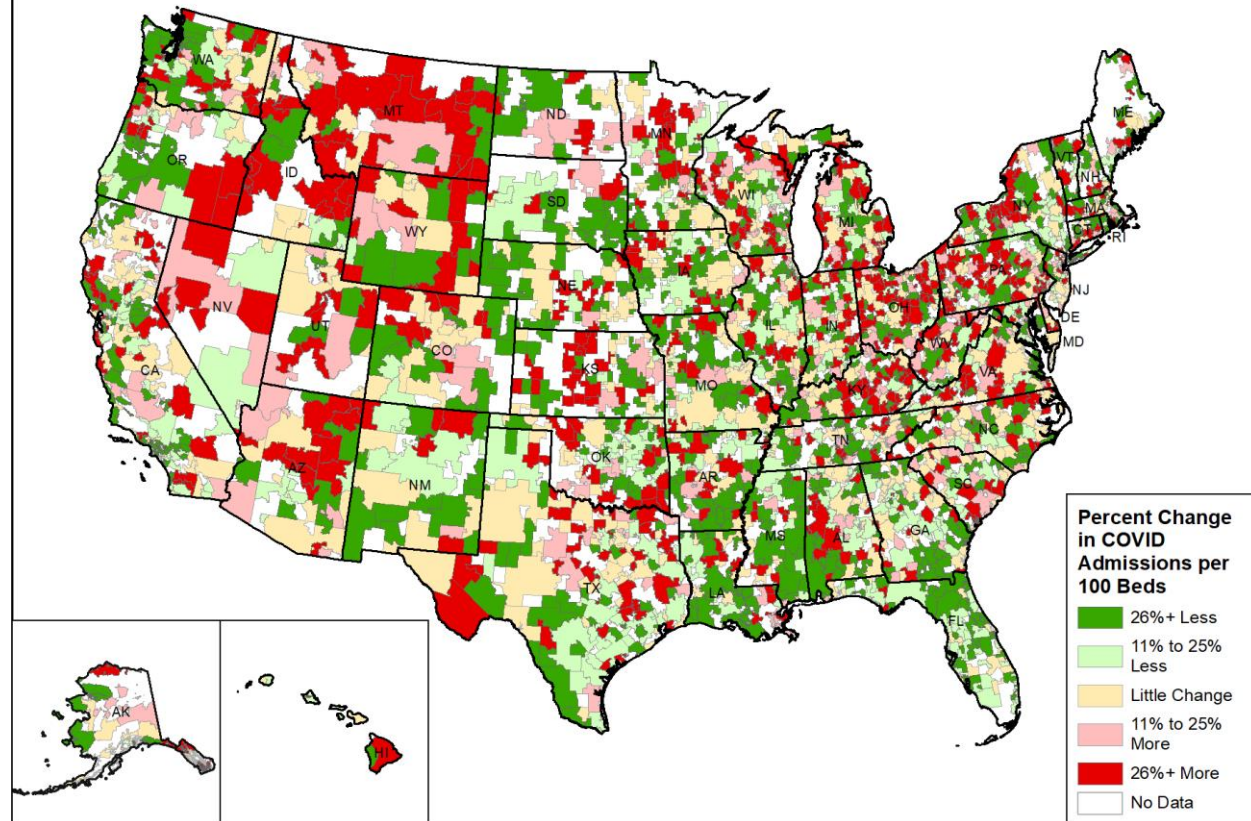 WA
MT
ND
MN
ME
OR
ID
SD
WI
MI
VT
NH
NY
MA
CT
RI
WY
NV
UT
CO
NE
IA
IL
IN
OH
PA
NJ
DE
MD
WV
VA
KY
CA
KS
MO
AZ
NM
OK
AR
TN
NC
SC
MS
AL
GA
TX
LA
FL
AK
HI
Percent Change
in COVID
Admissions per
100 Beds
26%+ Less
11% to 25%
Less
Little Change
11% to 25%
More
26%+ More
No Data